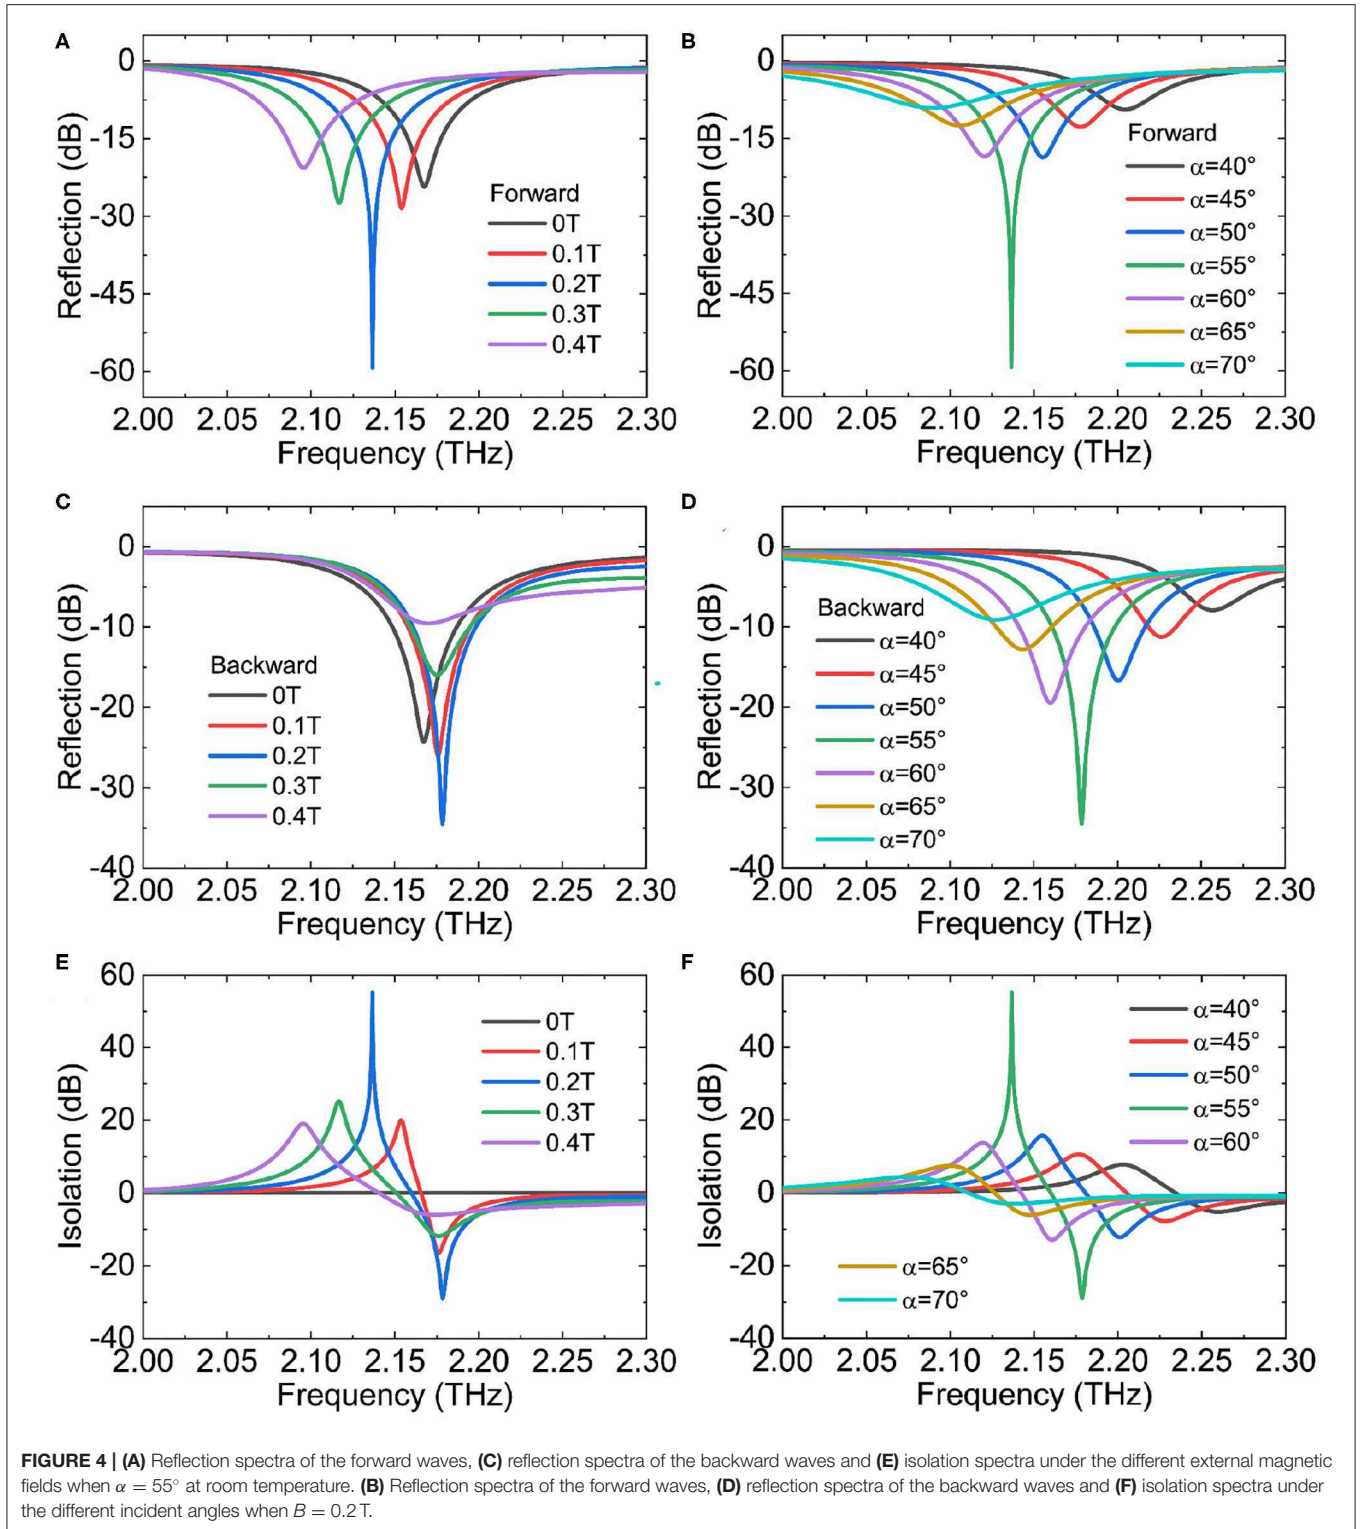 A
0
-15
-30
-45
-60
Reflection (dB)
Forward
0T
0.1T
0.2T
0.3T
0.4T
2.00 2.05 2.10 2.15 2.20 2.25 2.30
Frequency (THz)
B
0
-15
-30
-45
-60
Reflection (dB)
Forward
α=40°
α=45°
α=50°
α=55°
α=60°
α=65°
α=70°
2.00 2.05 2.10 2.15 2.20 2.25 2.30
Frequency (THz)
C
0
-10
-20
-30
-40
Reflection (dB)
Backward
0T
0.1T
0.2T
0.3T
0.4T
2.00 2.05 2.10 2.15 2.20 2.25 2.30
Frequency (THz)
D
0
-10
-20
-30
-40
Reflection (dB)
Backward
α=40°
α=45°
α=50°
α=55°
α=60°
α=65°
α=70°
2.00 2.05 2.10 2.15 2.20 2.25 2.30
Frequency (THz)
E
60
40
20
0
-20
-40
Isolation (dB)
0T
0.1T
0.2T
0.3T
0.4T
2.00 2.05 2.10 2.15 2.20 2.25 2.30
Frequency (THz)
F
60
40
20
0
-20
-40
Isolation (dB)
α=40°
α=45°
α=50°
α=55°
α=60°
α=65°
α=70°
2.00 2.05 2.10 2.15 2.20 2.25 2.30
Frequency (THz)
FIGURE 4 | (A) Reflection spectra of the forward waves, (C) reflection spectra of the backward waves and (E) isolation spectra under the different external magnetic
fields when α = 55° at room temperature. (B) Reflection spectra of the forward waves, (D) reflection spectra of the backward waves and (F) isolation spectra under
the different incident angles when B = 0.2 T.